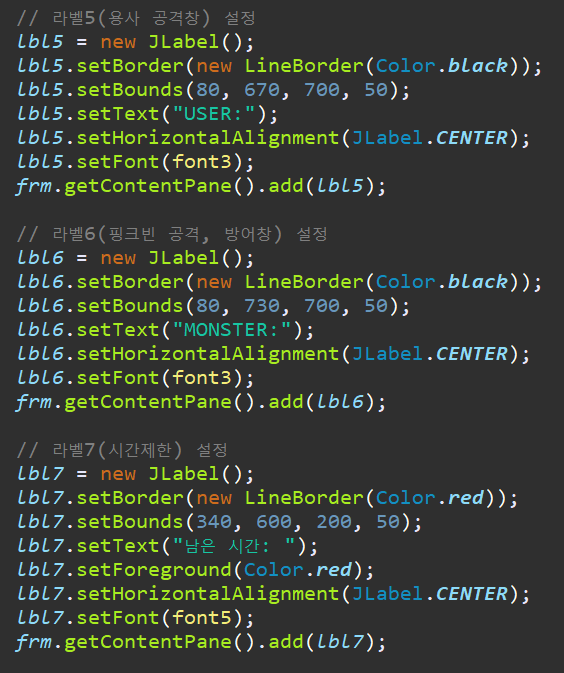 // 라벨5(용사 공격창) 설정
lbl5 = new JLabel();
lbl5.setBorder(new LineBorder(Color.black));
lbl5.setBounds(80, 670, 700, 50);
lbl5.setText("USER:");
lbl5.setHorizontalAlignment(JLabel.CENTER);
lbl5.setFont(font3);
frm.getContentPane().add(lbl5);

// 라벨6(핑크빈 공격, 방어창) 설정
lbl6 = new JLabel();
lbl6.setBorder(new LineBorder(Color.black));
lbl6.setBounds(80, 730, 700, 50);
lbl6.setText("MONSTER:");
lbl6.setHorizontalAlignment(JLabel.CENTER);
lbl6.setFont(font3);
frm.getContentPane().add(lbl6);

// 라벨7(시간제한) 설정
lbl7 = new JLabel();
lbl7.setBorder(new LineBorder(Color.red));
lbl7.setBounds(340, 600, 200, 50);
lbl7.setText("남은 시간: ");
lbl7.setForeground(Color.red);
lbl7.setHorizontalAlignment(JLabel.CENTER);
lbl7.setFont(font5);
frm.getContentPane().add(lbl7);